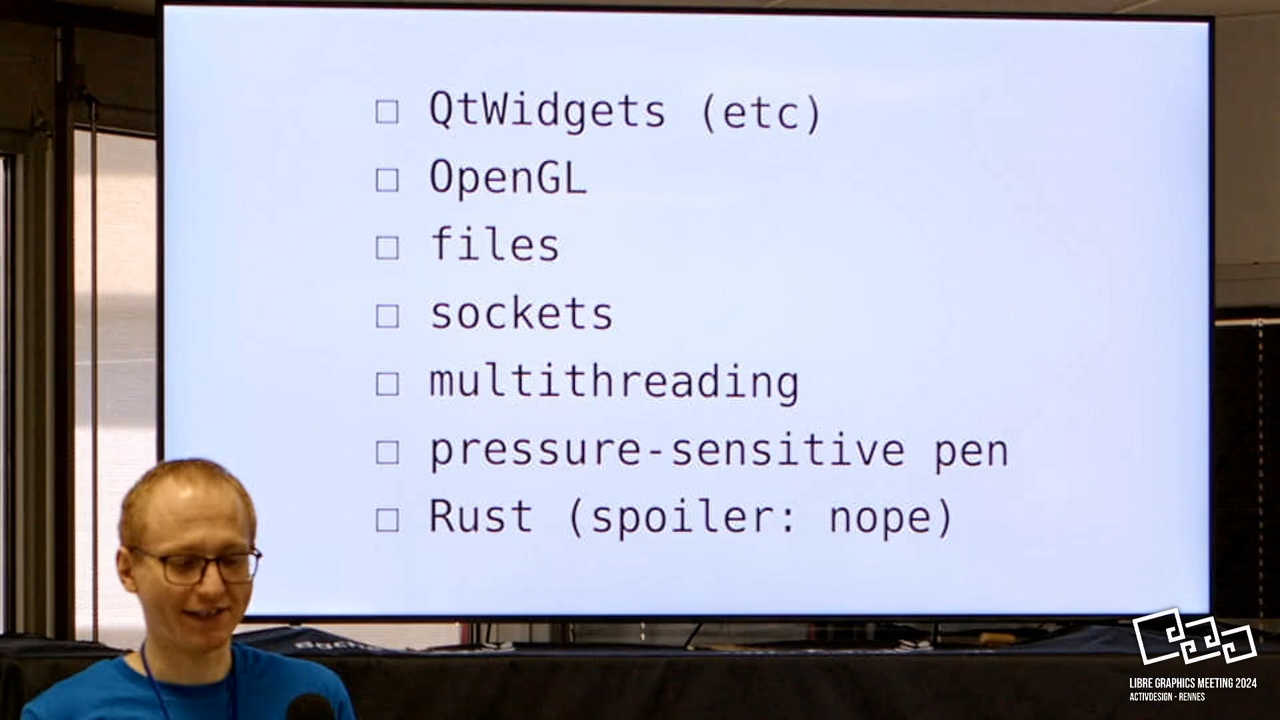 ☐ QtWidgets (etc)
☐ OpenGL
☐ files
☐ sockets
☐ multithreading
☐ pressure-sensitive pen
☐ Rust (spoiler: nope)
LIBRE GRAPHICS MEETING 2024
ACTIVDESIGN - RENNES